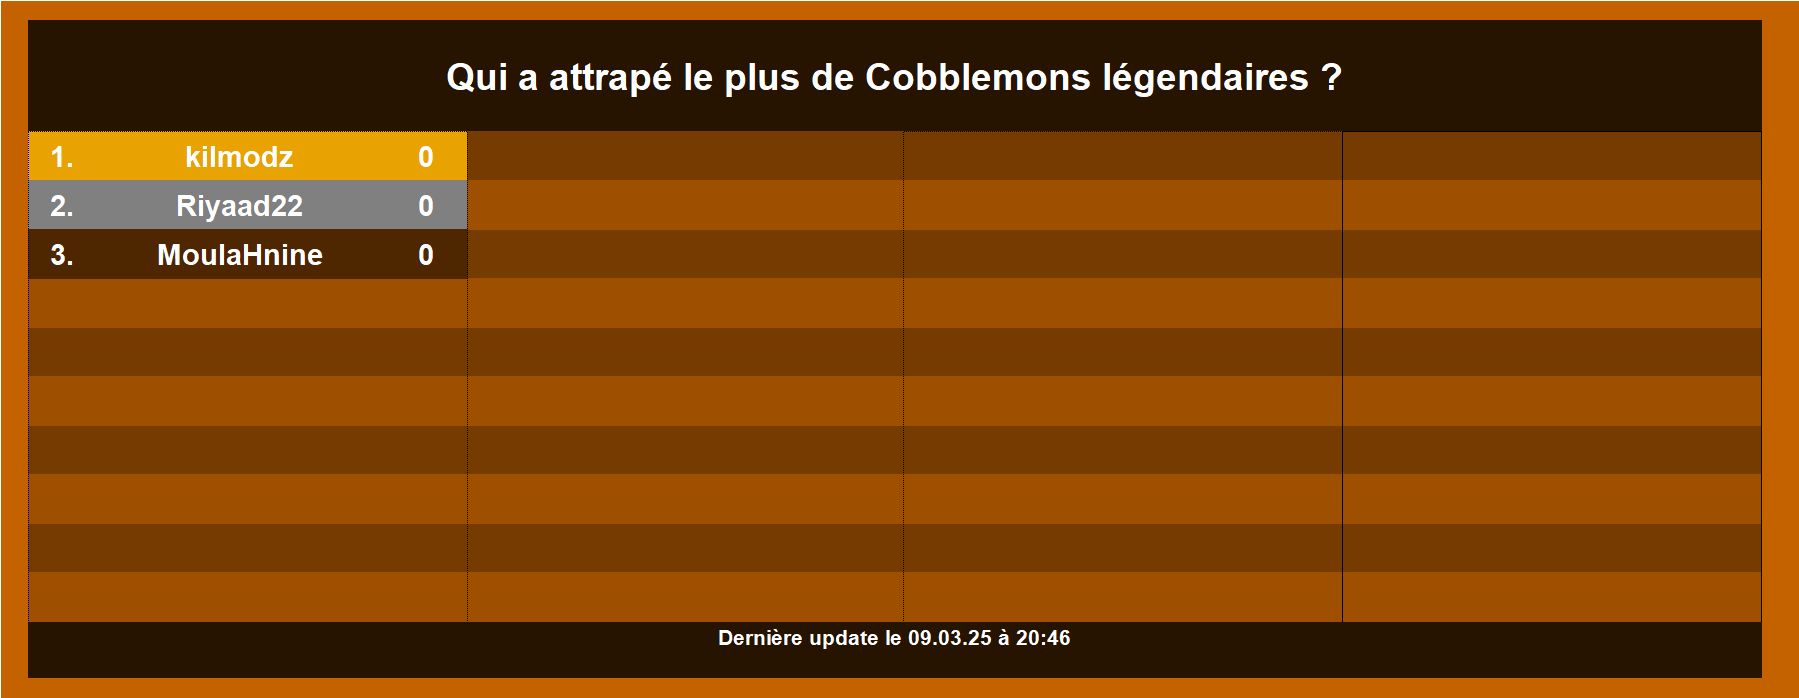 Qui a attrapé le plus de Cobblemons légendaires ?
1. kilmodz 0
2. Riyaad22 0
3. MoulaHnine 0
Dernière update le 09.03.25 à 20:46